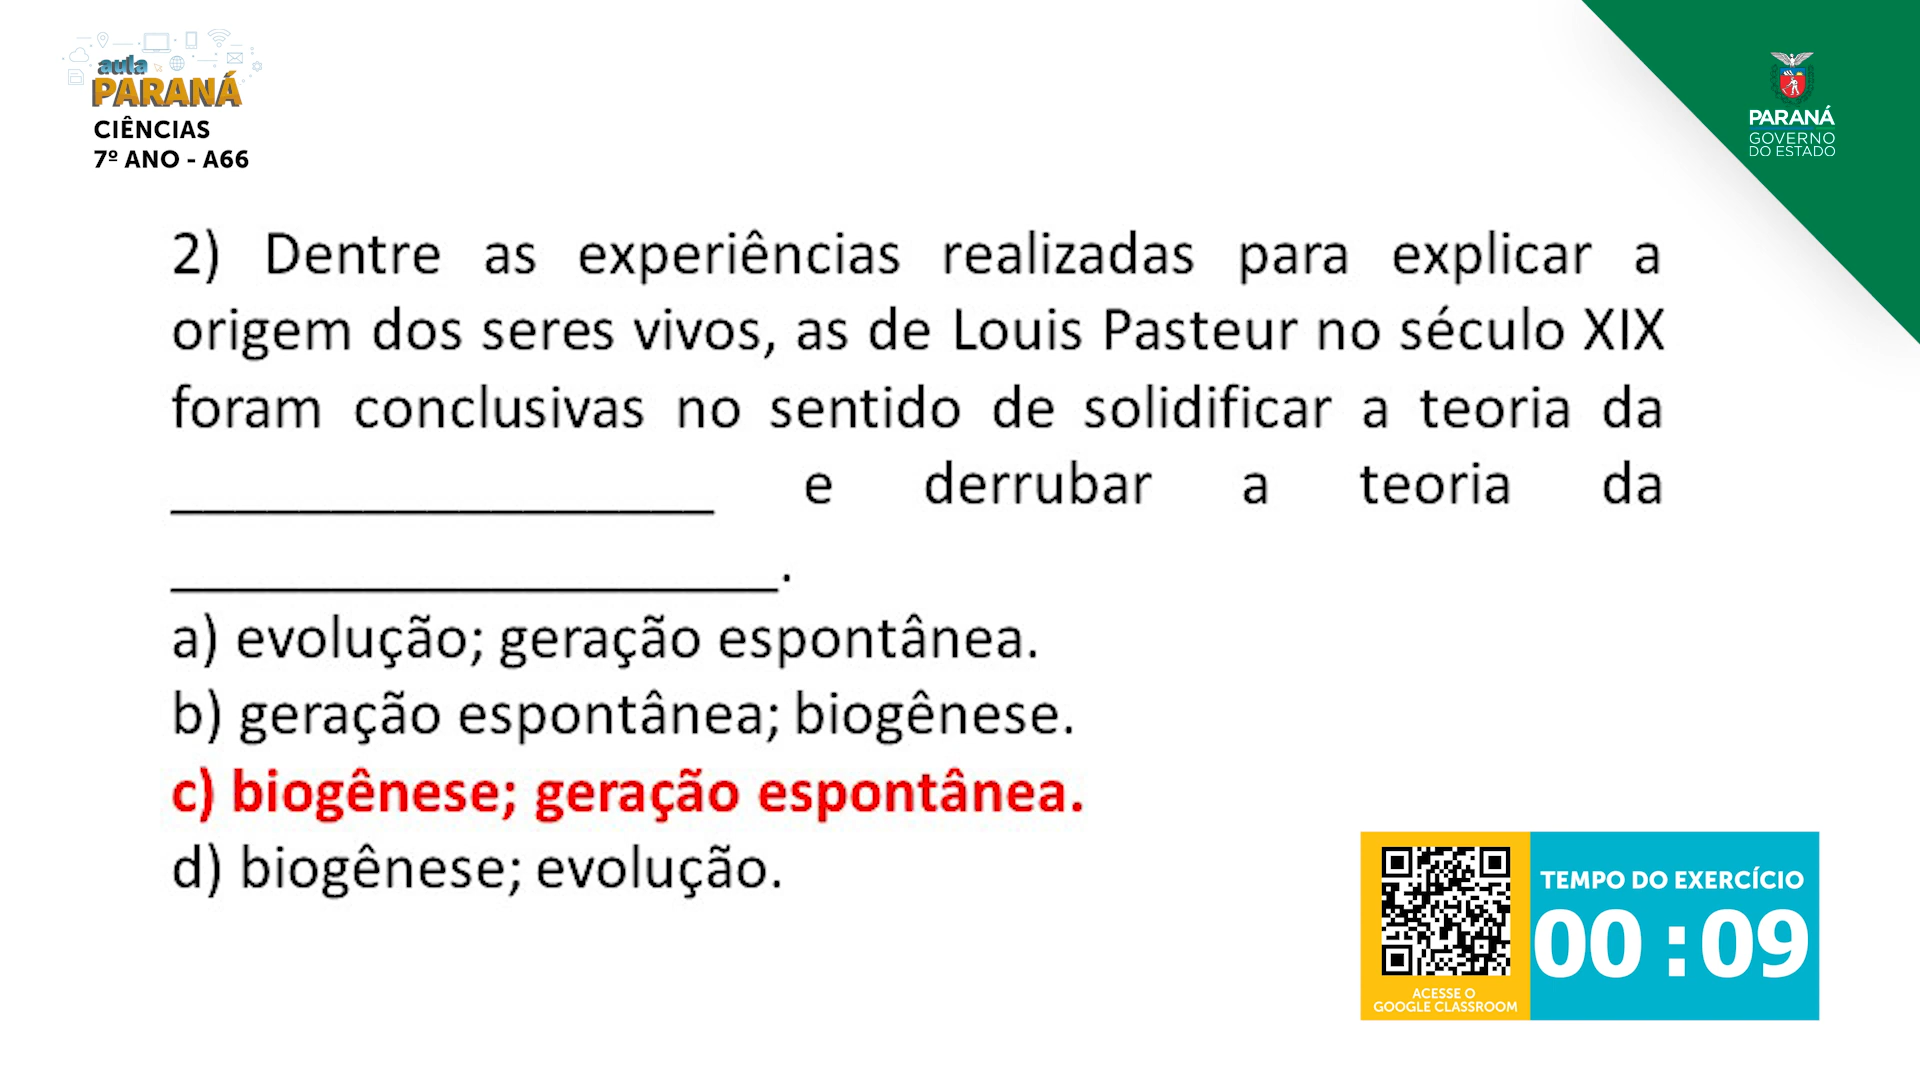 aula
PARANÁ
CIÊNCIAS
7º ANO - A66
PARANÁ
GOVERNO
DO ESTADO
2) Dentre as experiências realizadas para explicar a
origem dos seres vivos, as de Louis Pasteur no século XIX
foram conclusivas no sentido de solidificar a teoria da
_________________ e derrubar a teoria da
___________________.
a) evolução; geração espontânea.
b) geração espontânea; biogênese.
c) biogênese; geração espontânea.
d) biogênese; evolução.
TEMPO DO EXERCÍCIO
00:09
ACESSE O
GOOGLE CLASSROOM